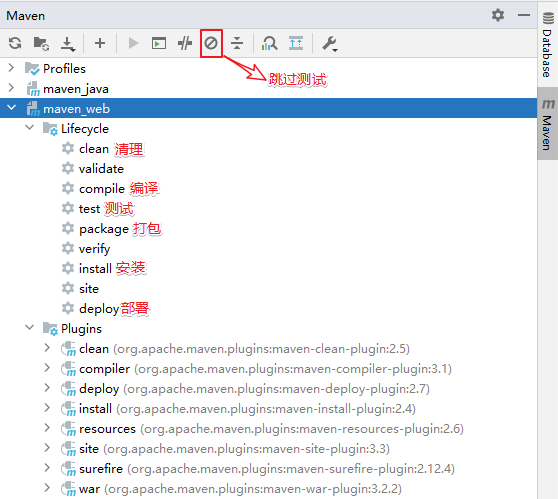 Maven
跳过测试
Profiles
maven_java
maven_web
Lifecycle
clean 清理
validate
compile 编译
test 测试
package 打包
verify
install 安装
site
deploy部署
Plugins
clean (org.apache.maven.plugins:maven-clean-plugin:2.5)
compiler (org.apache.maven.plugins:maven-compiler-plugin:3.1)
deploy (org.apache.maven.plugins:maven-deploy-plugin:2.7)
install (org.apache.maven.plugins:maven-install-plugin:2.4)
resources (org.apache.maven.plugins:maven-resources-plugin:2.6)
site (org.apache.maven.plugins:maven-site-plugin:3.3)
surefire (org.apache.maven.plugins:maven-surefire-plugin:2.12.4)
war (org.apache.maven.plugins:maven-war-plugin:3.2.2)
Database
m Maven